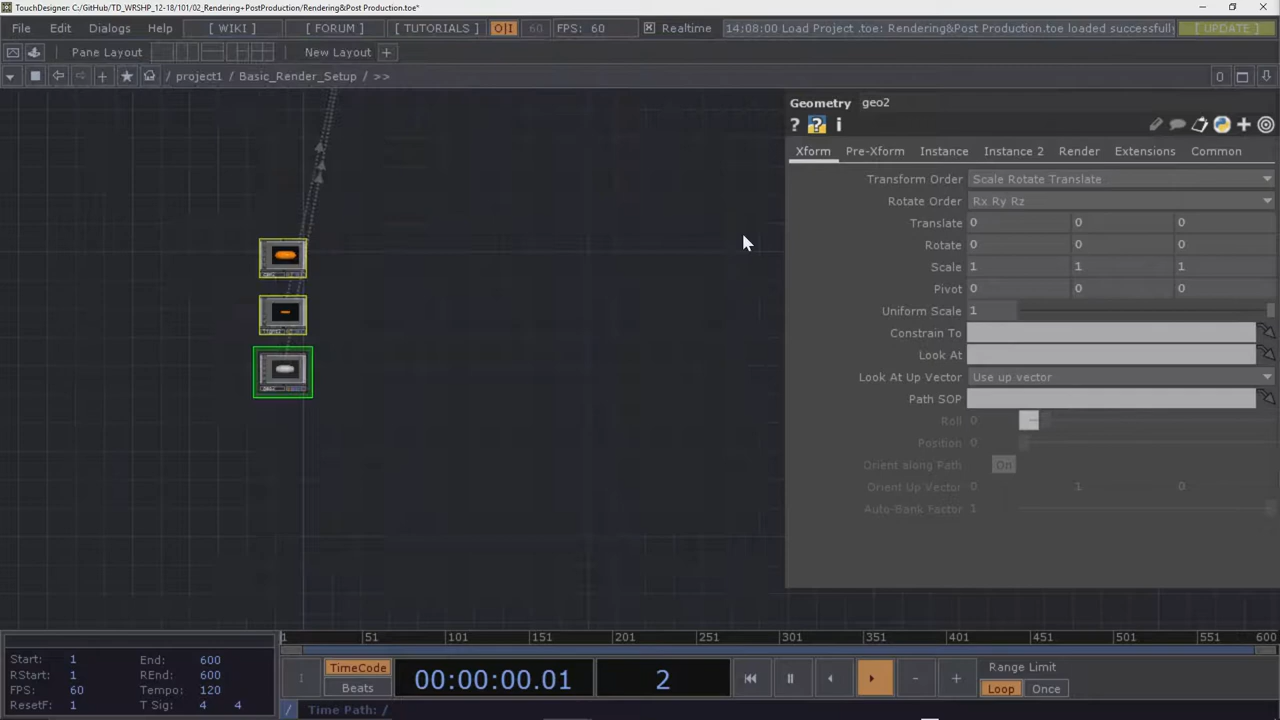 TouchDesigner: C:/GitHub/TD_WRSHP_12-18/101/02_Rendering+PostProduction/Rendering&Post Production.toe*
File Edit Dialogs Help [ WIKI ] [ FORUM ] [ TUTORIALS ] O|I 60 FPS: 60 Realtime 14:08:00 Load Project .toe: Rendering&Post Production.toe loaded successfull [ UPDATE ]
Pane Layout New Layout +
/ project1 / Basic_Render_Setup / >> 0
Geometry geo2
? ? i
Xform Pre-Xform Instance Instance 2 Render Extensions Common
Transform Order Scale Rotate Translate
Rotate Order Rx Ry Rz
Translate 0 0 0
Rotate 0 0 0
Scale 1 1 1
Pivot 0 0 0
Uniform Scale 1
Constrain To
Look At
Look At Up Vector Use up vector
Path SOP
Roll 0
Position 0
Orient along Path On
Orient Up Vector 0 1 0
Auto-Bank Factor 1
1 51 101 151 201 251 301 351 401 451 501 551 600
Start: 1 End: 600
RStart: 1 REnd: 600
FPS: 60 Tempo: 120
ResetF: 1 T Sig: 4 4
1 TimeCode 00:00:00.01 2 - + Range Limit
Beats Loop Once
/ Time Path: /